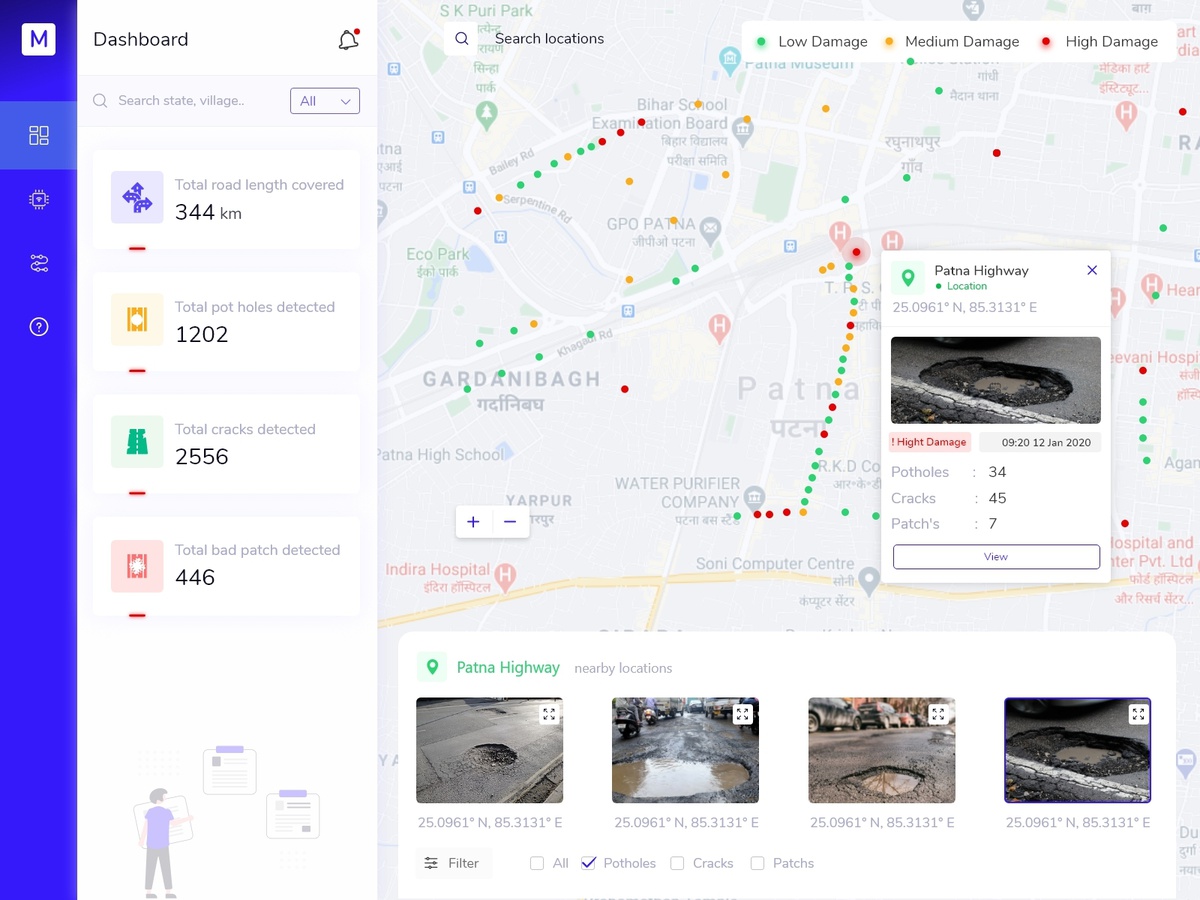 M
Dashboard
Search state, village..
All
Total road length covered
344 km
Total pot holes detected
1202
Total cracks detected
2556
Total bad patch detected
446
Search locations
Low Damage
Medium Damage
High Damage
S K Puri Park
सिन्हा
पार्क
Patna Museum
गांधी
मैदान थाना
बाग
Bihar School
Examination Board
बिहार विद्यालय
परीक्षा समिति
रघुनाथपुर
गाँव
Bailey Rd
Serpentine Rd
GPO PATNA
जीपीओ पटना
Eco Park
ईको पार्क
Khagaul Rd
GARDANIBAGH
गर्दानिबाघ
Patna
पटना
Patna High School
YARPUR
रपुर
WATER PURIFIER
COMPANY
पटना बस स्टैंड
R.K.D Co
Indira Hospital
इंदिरा हॉस्पिटल
Soni Computer Centre
सोनी
कंप्यूटर सेंटर
Hear
eevani Hospi
Agan
Hospital and
nter Pvt. Ltd
फोर्ड हॉस्पिटल
और रिसर्च सेंटर...
Patna Highway
Location
25.0961° N, 85.3131° E
! Hight Damage
09:20 12 Jan 2020
Potholes : 34
Cracks : 45
Patch's : 7
View
Patna Highway nearby locations
25.0961° N, 85.3131° E
25.0961° N, 85.3131° E
25.0961° N, 85.3131° E
25.0961° N, 85.3131° E
Filter
All
Potholes
Cracks
Patchs